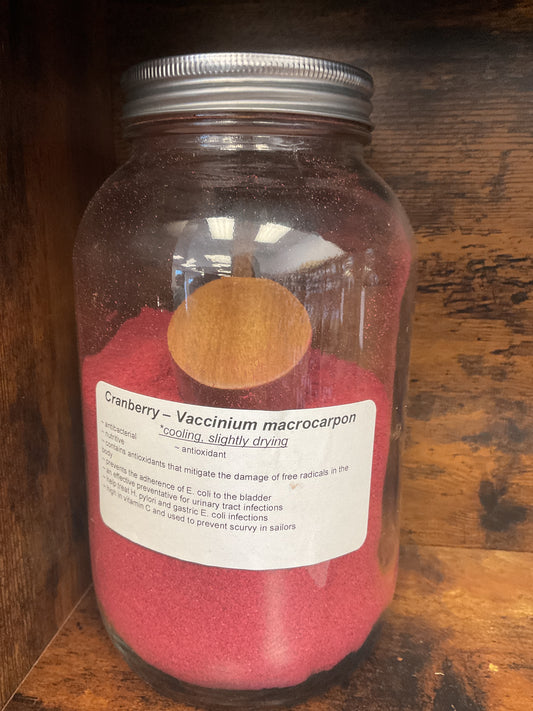 Cranberry – Vaccinium macrocarpon
*cooling, slightly drying
– antibacterial – antioxidant
– nutritive
– contains antioxidants that mitigate the damage of free radicals in the
body
– prevents the adherence of E. coli to the bladder
– an effective preventative for urinary tract infections
– help treat H. pylori and gastric E. coli infections
– high in vitamin C and used to prevent scurvy in sailors